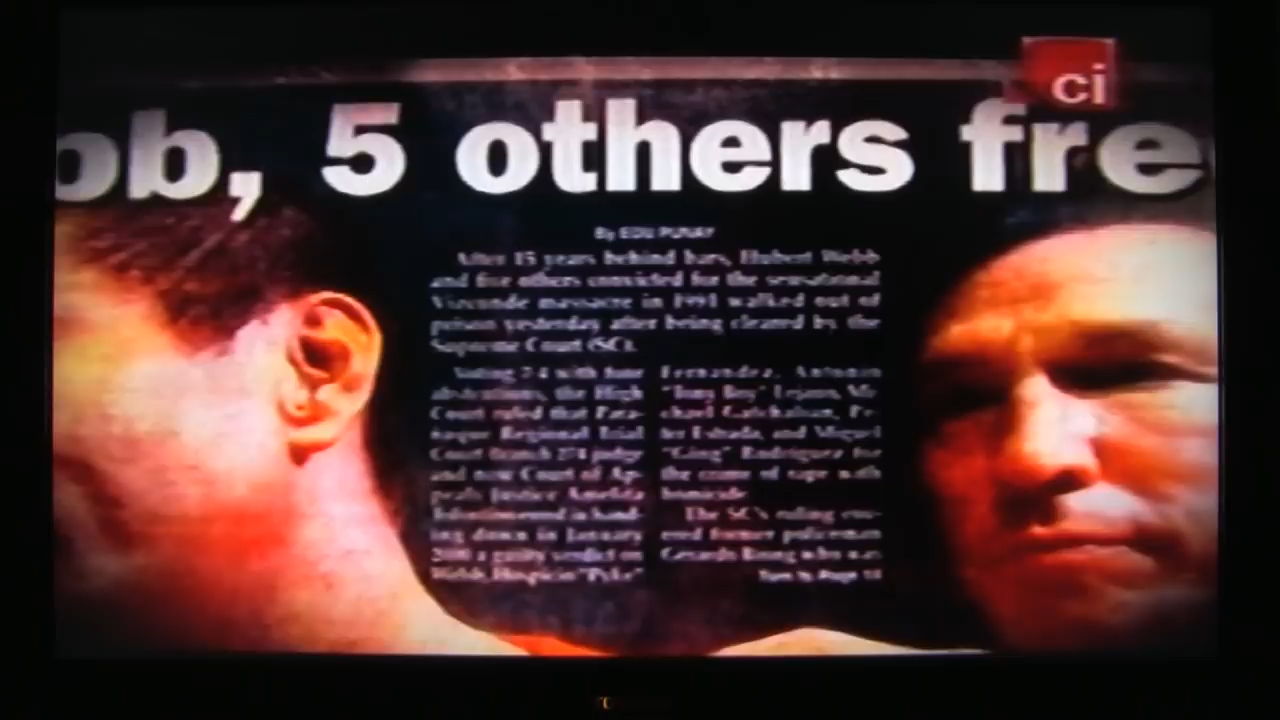 ci
ob, 5 others fre
By EDU PUNAY
After 15 years behind bars, Hubert Webb
and five others convicted for the sensational
Vizconde massacre in 1991 walked out of
prison yesterday after being cleared by the
Supreme Court (SC).
Voting 7-4 with four
abstentions, the High
Court ruled that Para-
ñaque Regional Trial
Court Branch 274 judge
and now Court of Ap-
peals Justice Amelita
Tolentino erred in hand-
ing down in January
2000 a guilty verdict on
Webb, Hospicio "Pyke"
Fernandez, Antonio
"Tony Boy" Lejano, Mi-
chael Gatchalian, Pe-
ter Estrada, and Miguel
"Ging" Rodriguez for
the crime of rape with
homicide.
The SC's ruling
former policeman
Gerardo Biong who was
Turn to Page